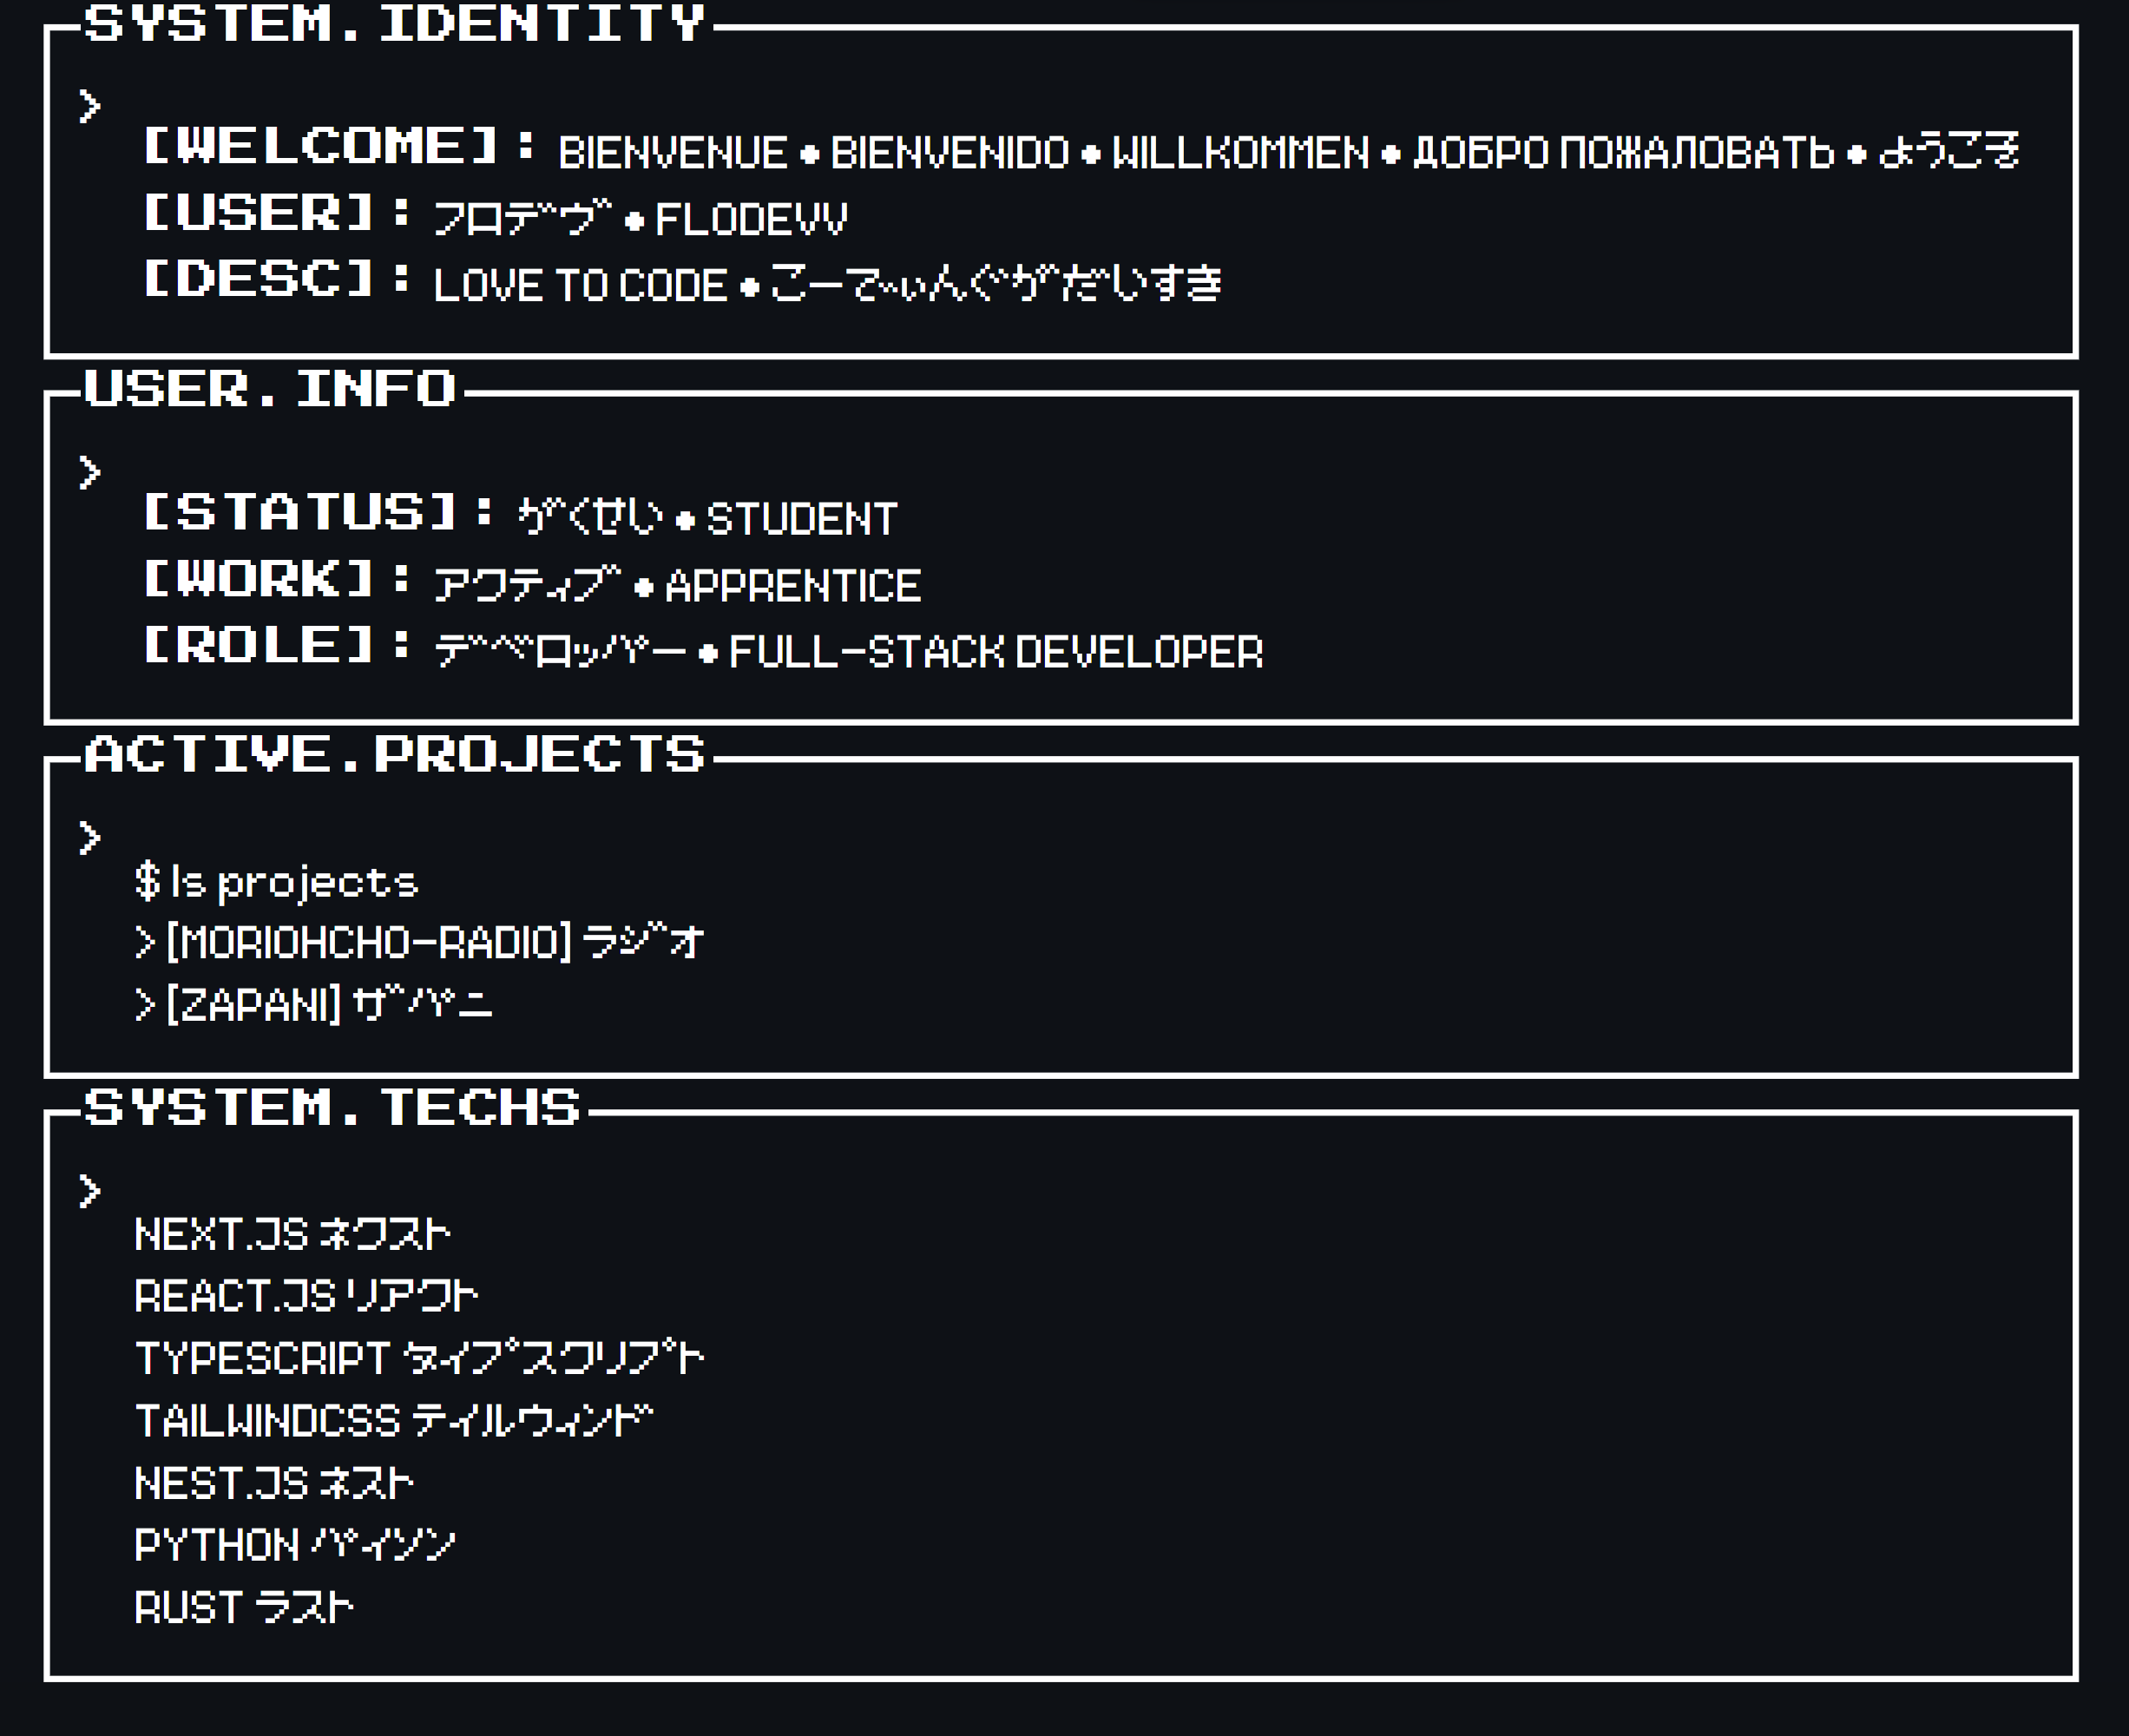 SYSTEM.IDENTITY
>
[WELCOME]: BIENVENUE • BIENVENIDO • WILLKOMMEN • ДОБРО ПОЖАЛОВАТЬ • ようこそ
[USER]: フロデヴ • FLODEVV
[DESC]: LOVE TO CODE • こーでぃんぐがだいすき
USER.INFO
>
[STATUS]: がくせい • STUDENT
[WORK]: アクティブ • APPRENTICE
[ROLE]: デベロッパー • FULL-STACK DEVELOPER
ACTIVE.PROJECTS
>
$ ls projects
> [MORIOHCHO-RADIO] ラジオ
> [ZAPANI] ザパニ
SYSTEM.TECHS
>
NEXT.JS ネクスト
REACT.JS リアクト
TYPESCRIPT タイプスクリプト
TAILWINDCSS テイルウィンド
NEST.JS ネスト
PYTHON パイソン
RUST ラスト